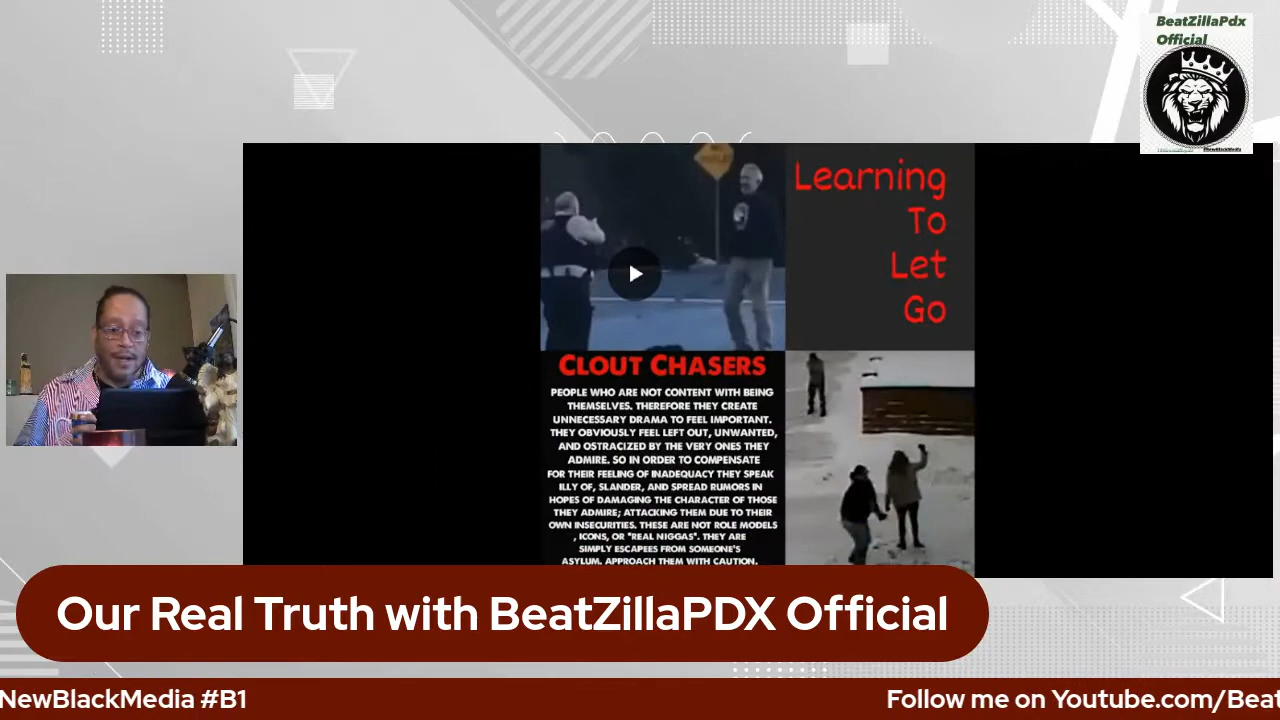 BeatZillaPdx
Official
Learning
To
Let
Go
CLOUT CHASERS
PEOPLE WHO ARE NOT CONTENT WITH BEING
THEMSELVES. THEREFORE THEY CREATE
UNNECESSARY DRAMA TO FEEL IMPORTANT.
THEY OBVIOUSLY FEEL LEFT OUT, UNWANTED,
AND OSTRACIZED BY THE VERY ONES THEY
ADMIRE. SO IN ORDER TO COMPENSATE
FOR THEIR FEELING OF INADEQUACY THEY SPEAK
ILLY OF, SLANDER, AND SPREAD RUMORS IN
HOPES OF DAMAGING THE CHARACTER OF THOSE
THEY ADMIRE; ATTACKING THEM DUE TO THEIR
OWN INSECURITIES. THESE ARE NOT ROLE MODELS
, ICONS, OR "REAL NIGGAS". THEY ARE
SIMPLY ESCAPEES FROM SOMEONE'S
ASYLUM. APPROACH THEM WITH CAUTION.
Our Real Truth with BeatZillaPDX Official
NewBlackMedia #B1
Follow me on Youtube.com/Beat